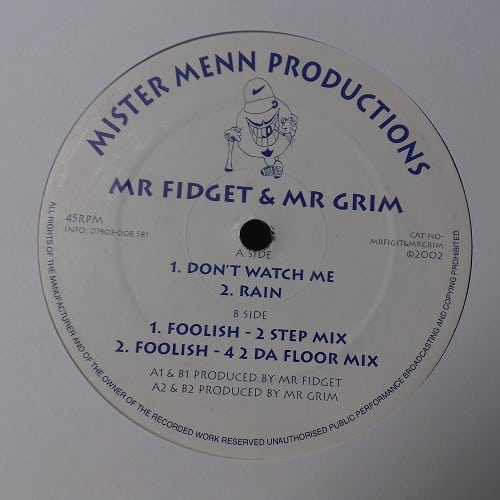 MISTER MENN PRODUCTIONS
MR FIDGET & MR GRIM
45RPM
INFO: 07903-008 581
CAT NO-
MRFIGIT&MRGRIM
©2002
A SIDE
1. DON'T WATCH ME
2. RAIN
B SIDE
1. FOOLISH - 2 STEP MIX
2. FOOLISH - 4 2 DA FLOOR MIX
A1 & B1 PRODUCED BY MR FIDGET
A2 & B2 PRODUCED BY MR GRIM
ALL RIGHTS OF THE MANUFACTURER AND OF THE OWNER OF THE RECORDED WORK RESERVED UNAUTHORISED PUBLIC PERFORMANCE BROADCASTING AND COPYING PROHIBITED.